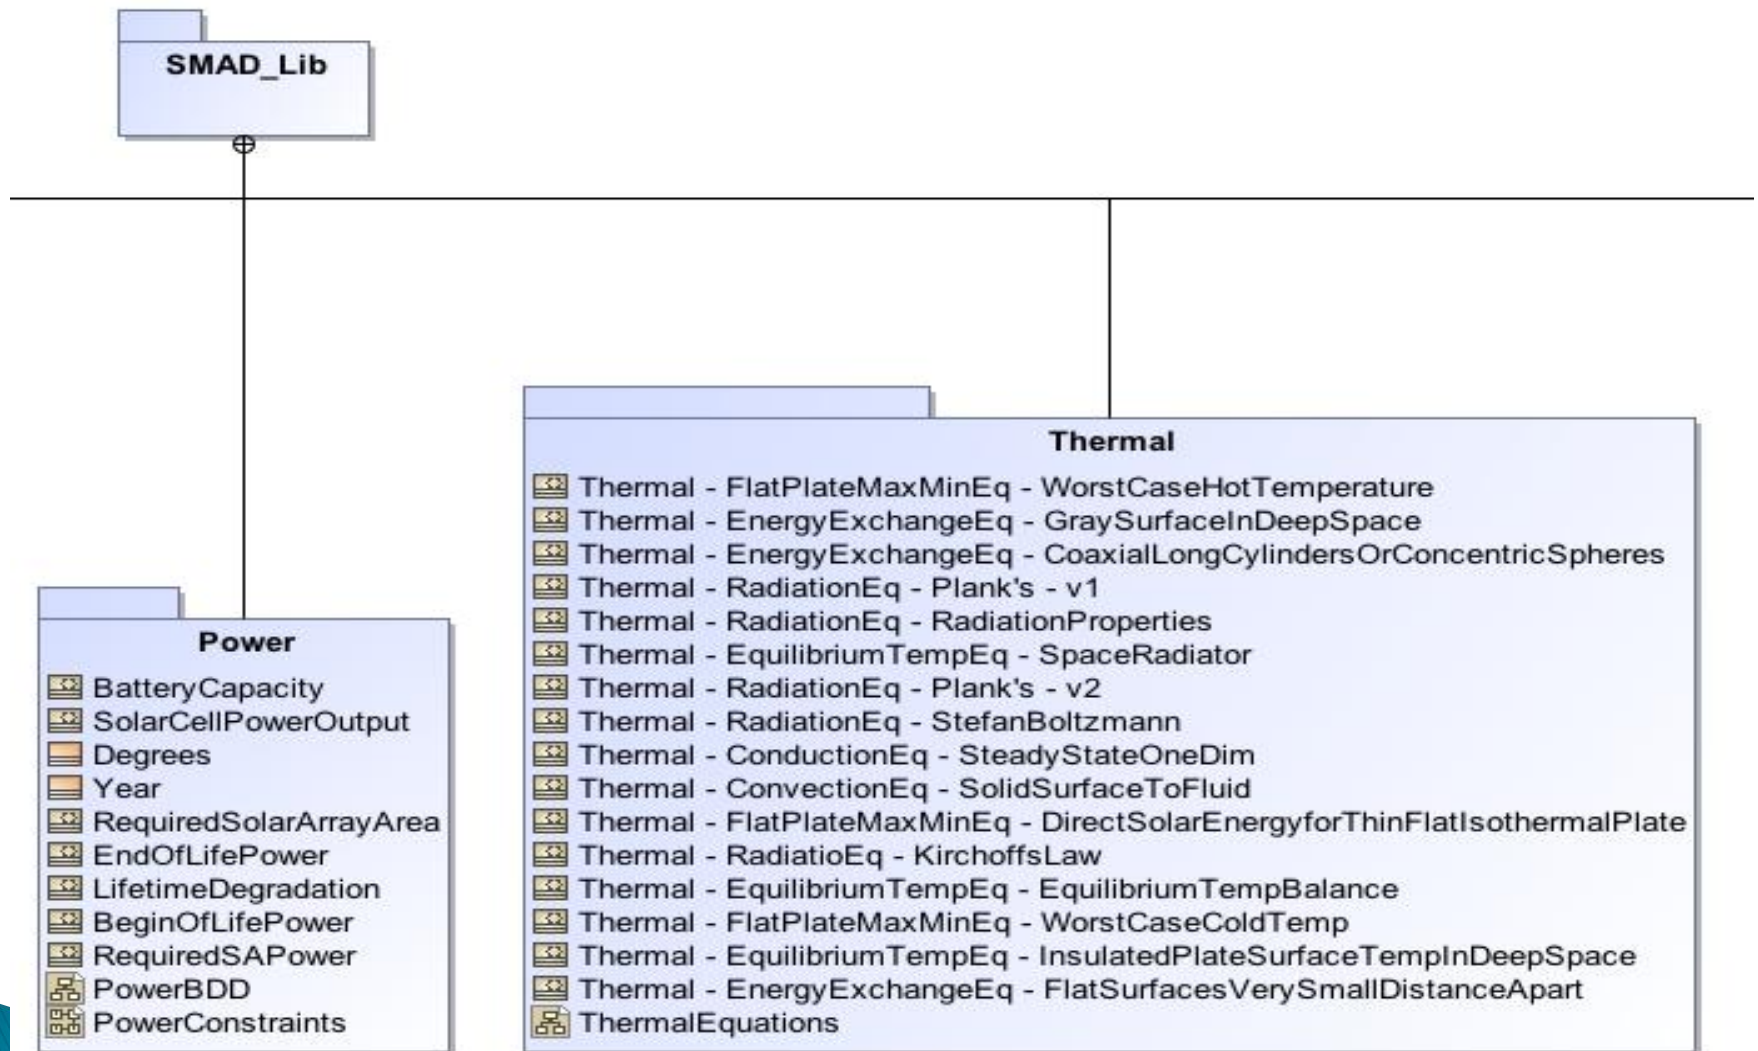 SMAD_Lib
Power
BatteryCapacity
SolarCellPowerOutput
Degrees
Year
RequiredSolarArrayArea
EndOfLifePower
LifetimeDegradation
BeginOfLifePower
RequiredSAPower
PowerBDD
PowerConstraints
Thermal
Thermal - FlatPlateMaxMinEq - WorstCaseHotTemperature
Thermal - EnergyExchangeEq - GraySurfaceInDeepSpace
Thermal - EnergyExchangeEq - CoaxialLongCylindersOrConcentricSpheres
Thermal - RadiationEq - Plank's - v1
Thermal - RadiationEq - RadiationProperties
Thermal - EquilibriumTempEq - SpaceRadiator
Thermal - RadiationEq - Plank's - v2
Thermal - RadiationEq - StefanBoltzmann
Thermal - ConductionEq - SteadyStateOneDim
Thermal - ConvectionEq - SolidSurfaceToFluid
Thermal - FlatPlateMaxMinEq - DirectSolarEnergyforThinFlatIsothermalPlate
Thermal - RadiatioEq - KirchoffsLaw
Thermal - EquilibriumTempEq - EquilibriumTempBalance
Thermal - FlatPlateMaxMinEq - WorstCaseColdTemp
Thermal - EquilibriumTempEq - InsulatedPlateSurfaceTempInDeepSpace
Thermal - EnergyExchangeEq - FlatSurfacesVerySmallDistanceApart
ThermalEquations